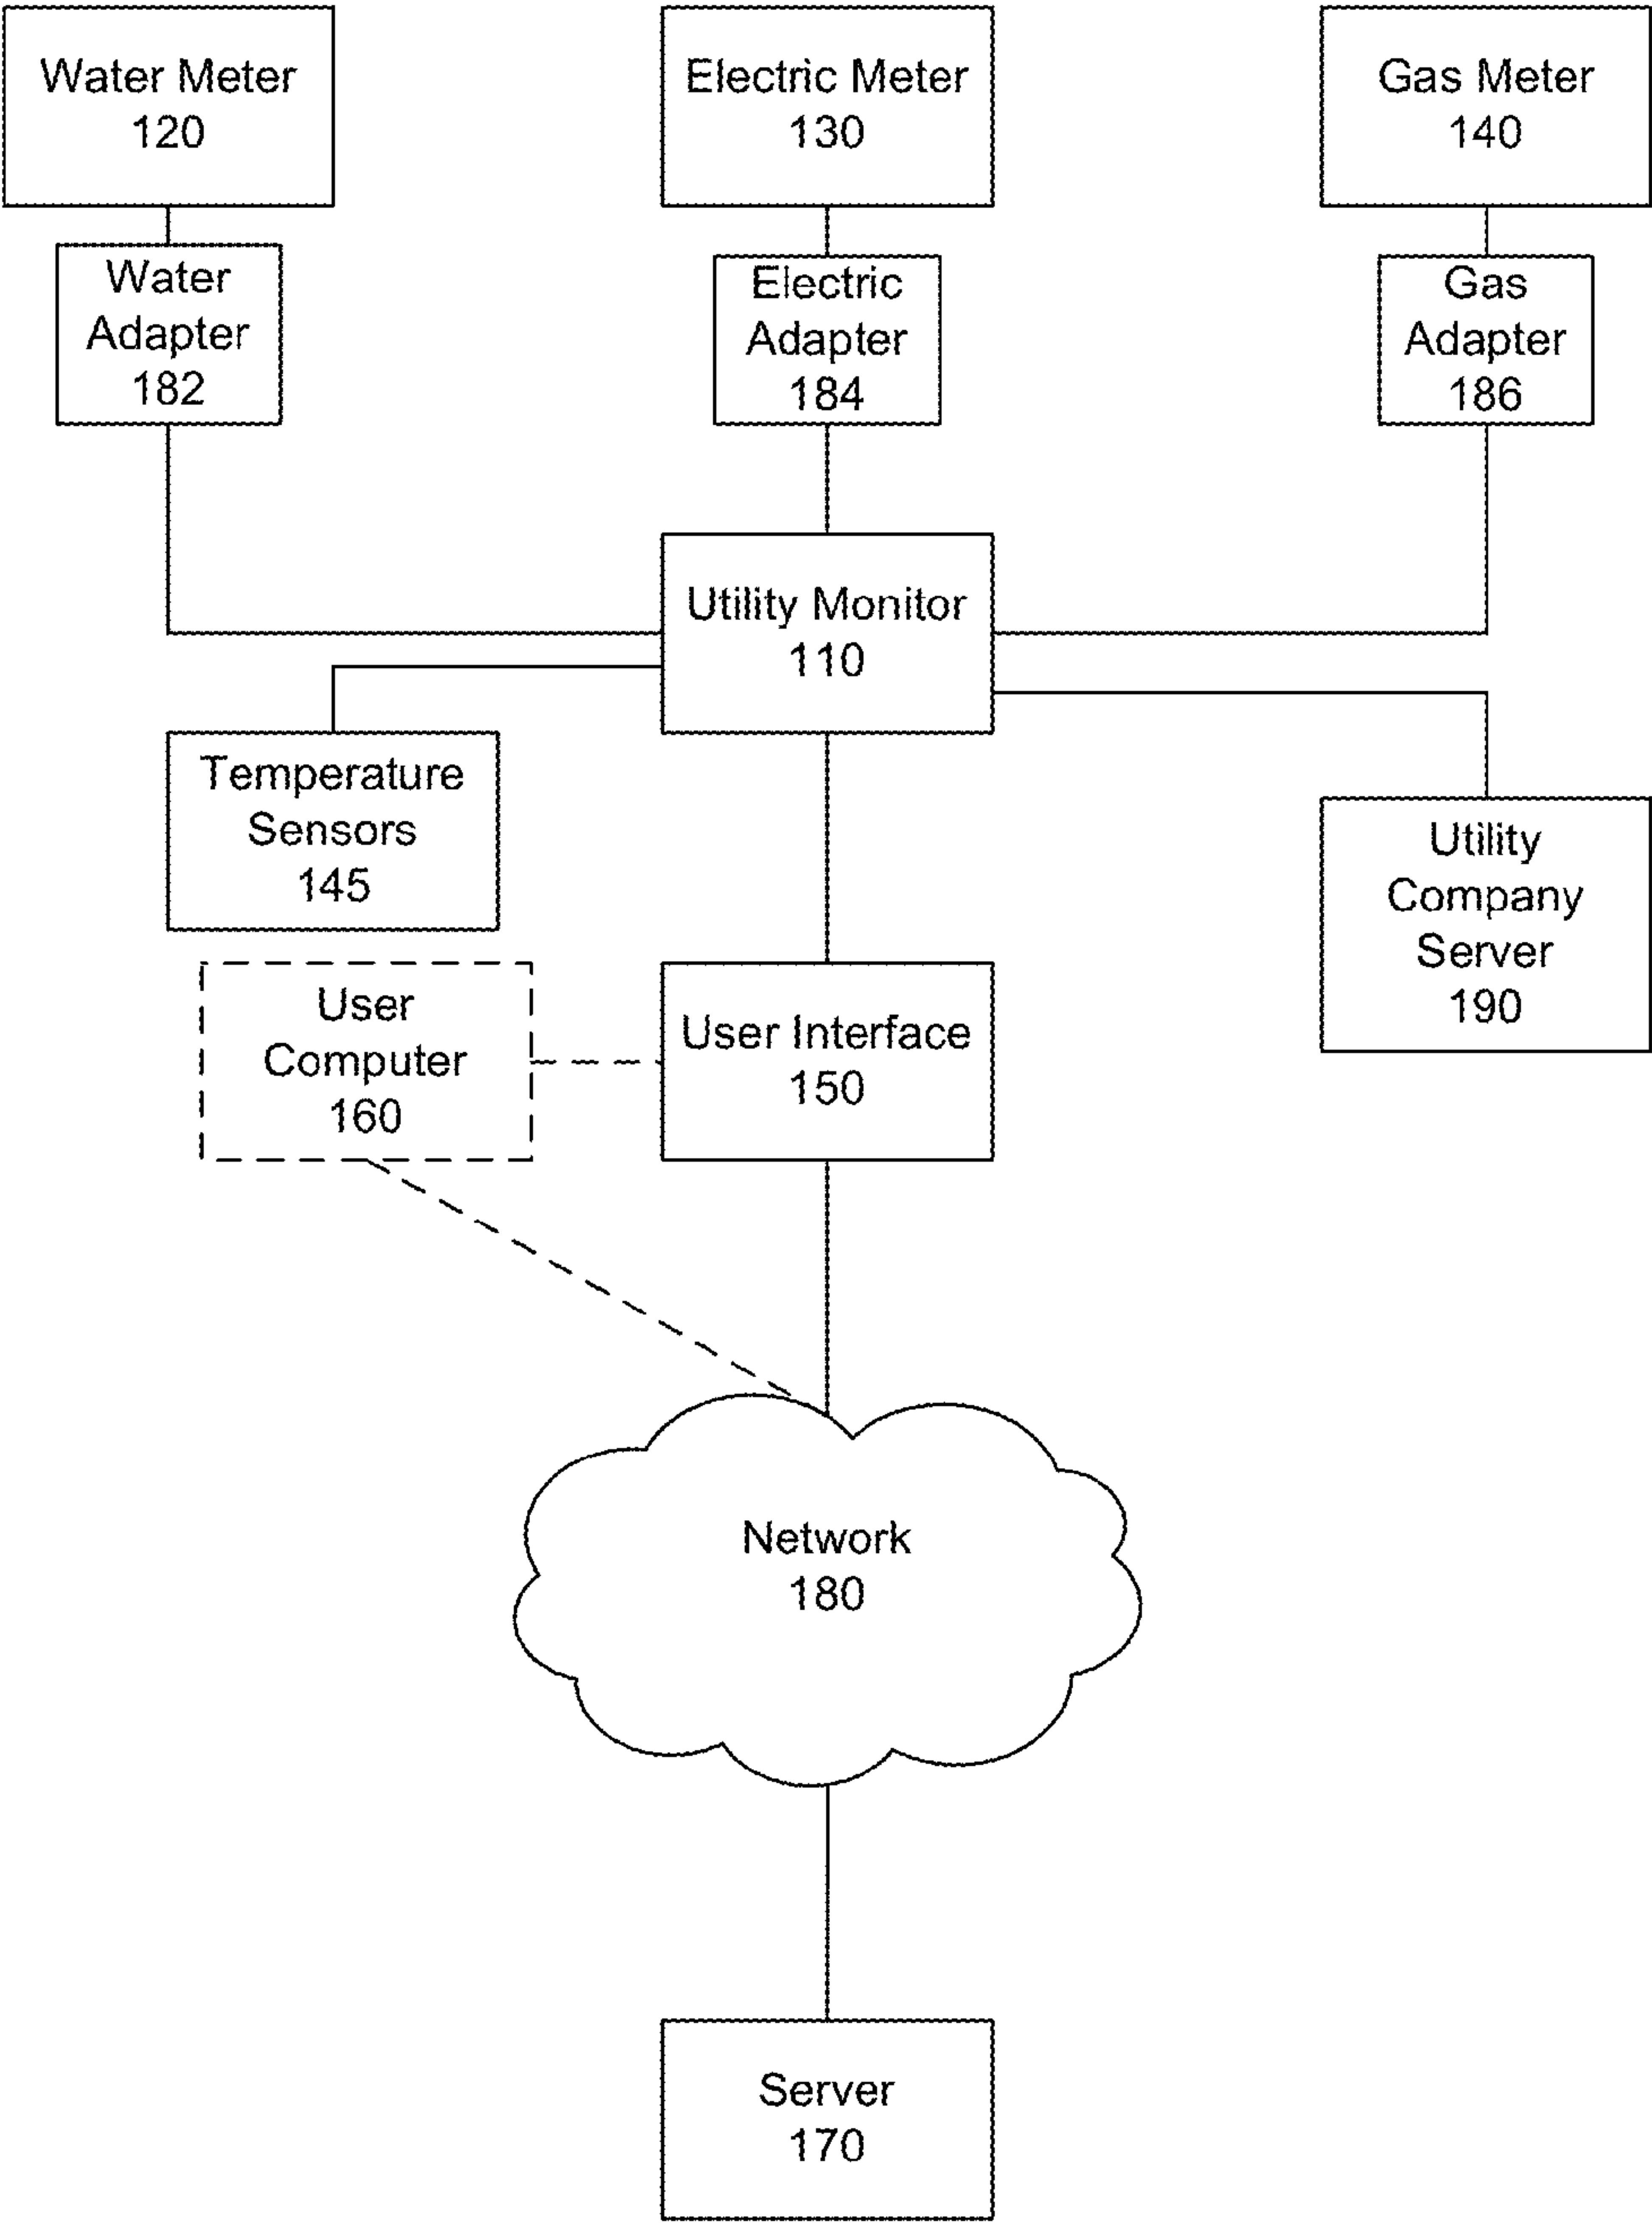 Water Meter
120
Electric Meter
130
Gas Meter
140
Water
Adapter
182
Electric
Adapter
184
Gas
Adapter
186
Utility Monitor
110
Temperature
Sensors
145
Utility
Company
Server
190
User
Computer
160
User Interface
150
Network
180
Server
170